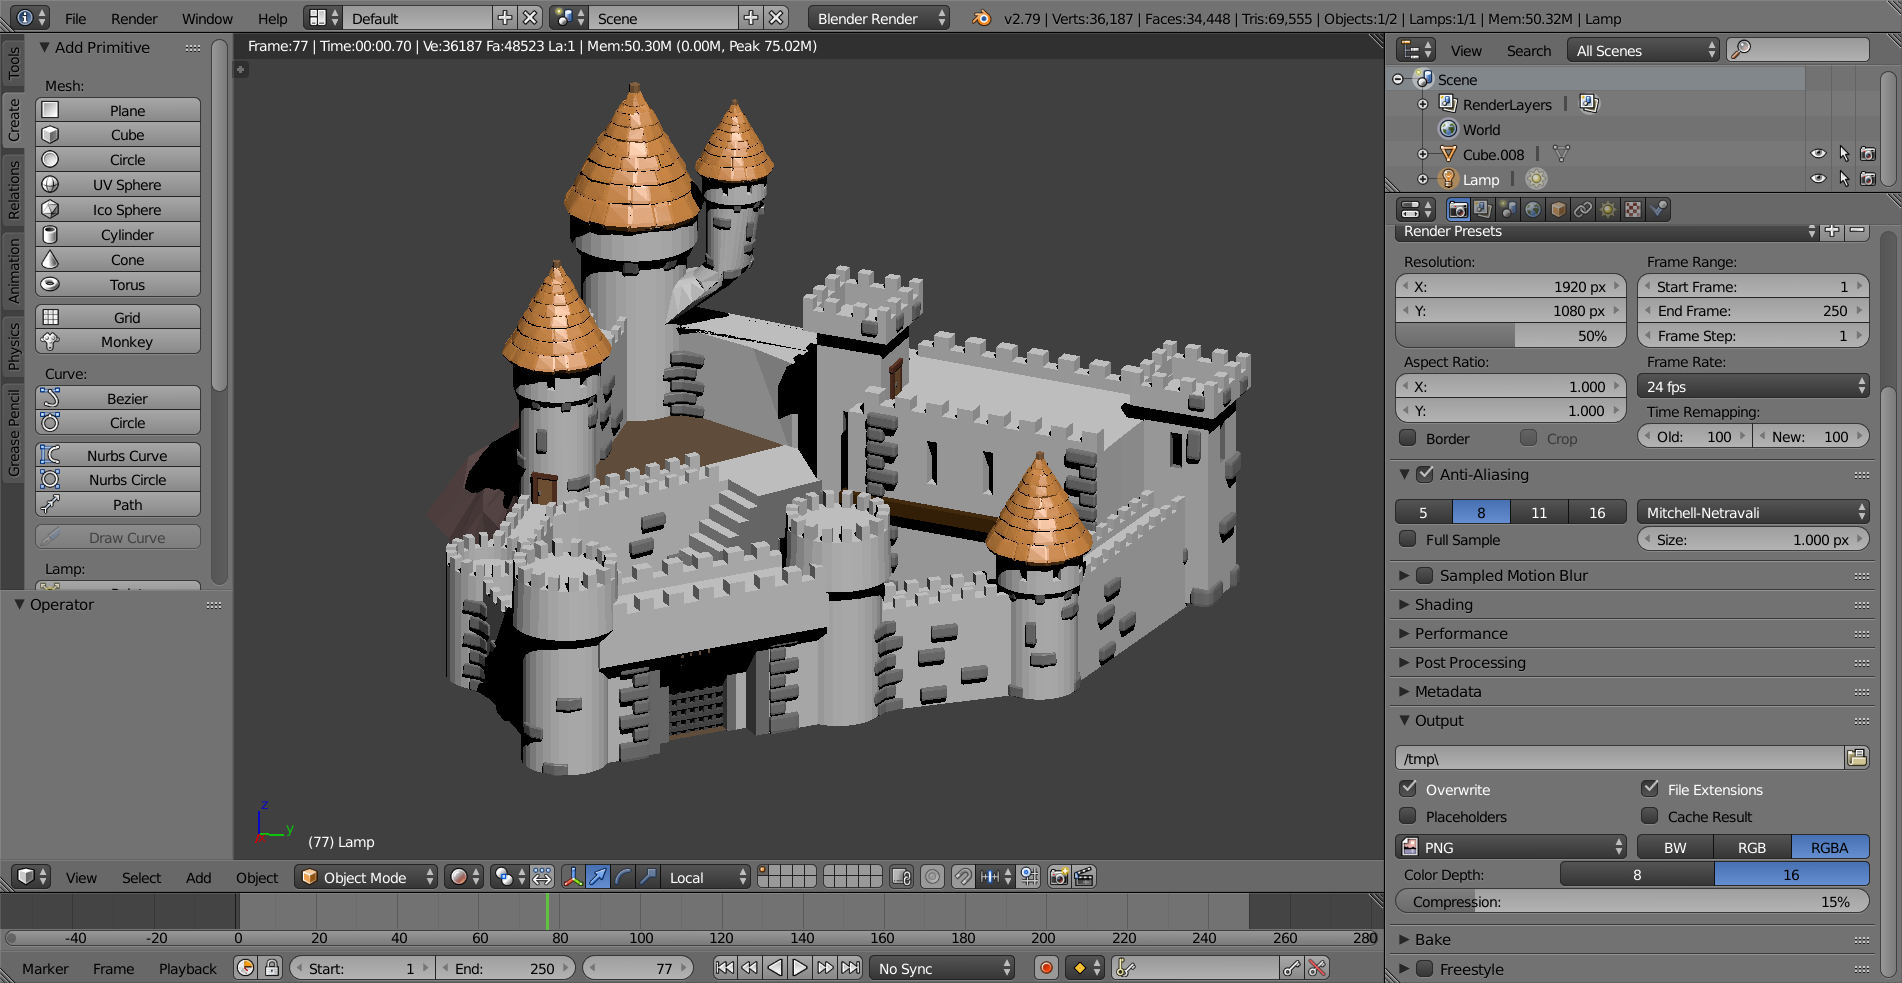 File Render Window Help Default Scene Blender Render v2.79 | Verts:36,187 | Faces:34,448 | Tris:69,555 | Objects:1/2 | Lamps:1/1 | Mem:50.32M | Lamp
Tools
Create
Relations
Animation
Physics
Grease Pencil
Add Primitive
Mesh:
Plane
Cube
Circle
UV Sphere
Ico Sphere
Cylinder
Cone
Torus
Grid
Monkey
Curve:
Bezier
Circle
Nurbs Curve
Nurbs Circle
Path
Draw Curve
Lamp:
Operator
Frame:77 | Time:00:00.70 | Ve:36187 Fa:48523 La:1 | Mem:50.30M (0.00M, Peak 75.02M)
z
y
(77) Lamp
View Select Add Object Object Mode Local
-40 -20 0 20 40 60 80 100 120 140 160 180 200 220 240 260 280
Marker Frame Playback Start: 1 End: 250 77 No Sync
View Search All Scenes
Scene
RenderLayers |
World
Cube.008 |
Lamp |
Render Presets
Resolution: Frame Range:
X: 1920 px Start Frame: 1
Y: 1080 px End Frame: 250
50% Frame Step: 1
Aspect Ratio: Frame Rate:
X: 1.000 24 fps
Y: 1.000 Time Remapping:
Border Crop Old: 100 New: 100
Anti-Aliasing
5 8 11 16 Mitchell-Netravali
Full Sample Size: 1.000 px
Sampled Motion Blur
Shading
Performance
Post Processing
Metadata
Output
/tmp\
Overwrite File Extensions
Placeholders Cache Result
PNG BW RGB RGBA
Color Depth: 8 16
Compression: 15%
Bake
Freestyle